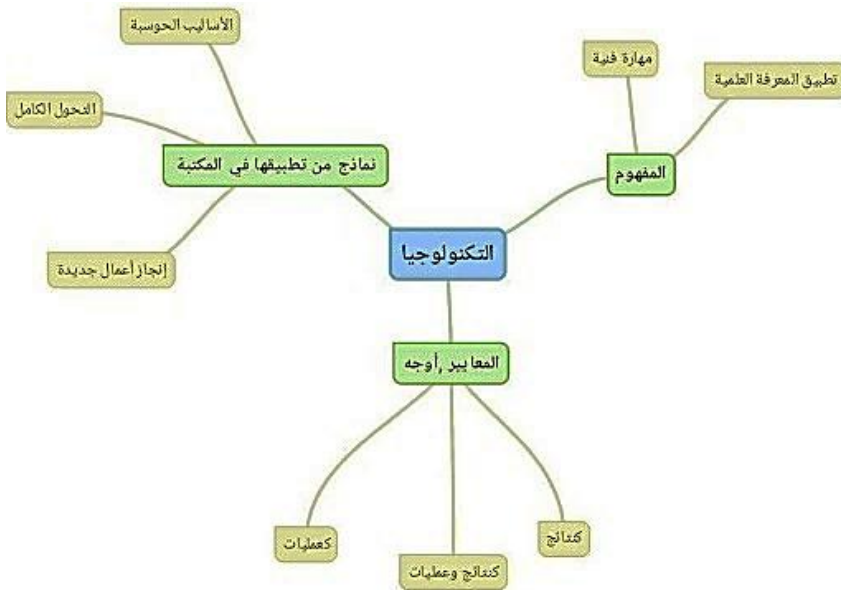 الأساليب الحوسبة
مهارة فنية
تطبيق المعرفة العلمية
التحول الكامل
نماذج من تطبيقها في المكتبة
المفهوم
التكنولوجيا
إنجاز أعمال جديدة
المعايير ,أوجه
كنتائج
كعمليات
كنتائج وعمليات